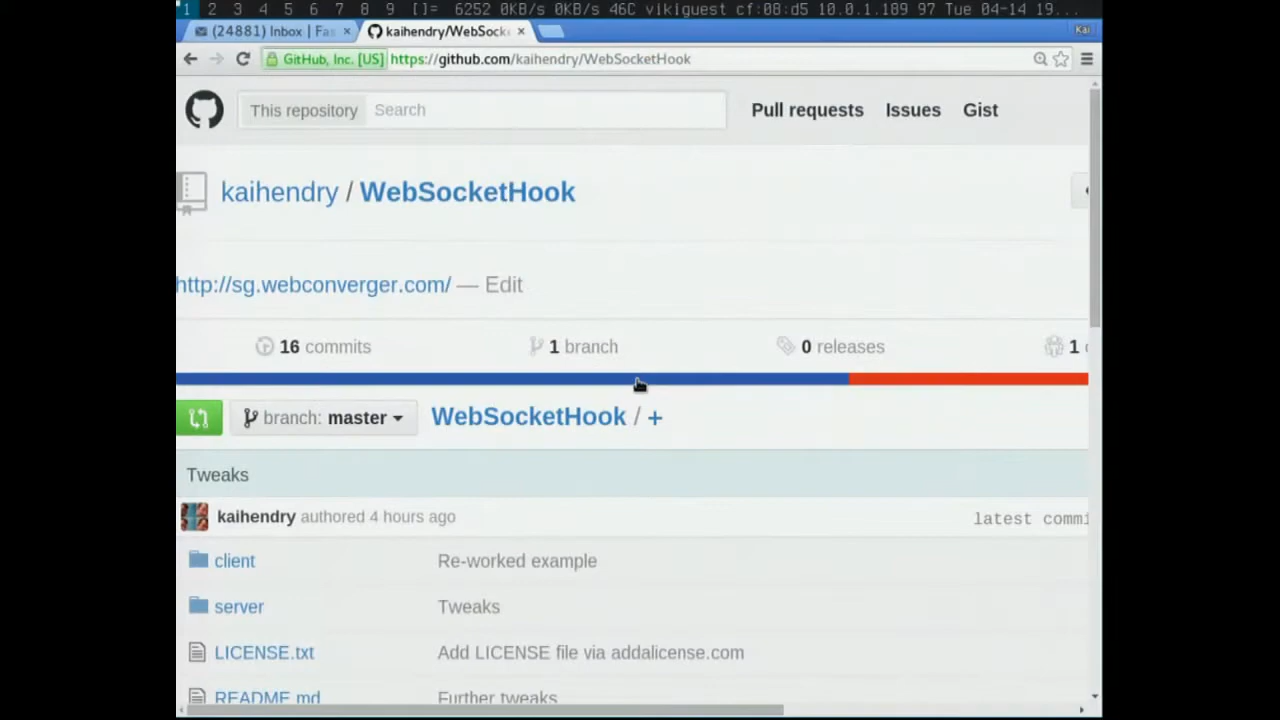 1 2 3 4 5 6 7 8 9 []= 6252 0KB/s 0KB/s 46C vikiguest cf:08:d5 10.0.1.189 97 Tue 04-14 19...
(24881) Inbox | Fas × kaihendry/WebSock × Kai
GitHub, Inc. [US] https://github.com/kaihendry/WebSocketHook
This repository Search Pull requests Issues Gist
kaihendry / WebSocketHook
http://sg.webconverger.com/ — Edit
16 commits 1 branch 0 releases 1
branch: master WebSocketHook / +
Tweaks
kaihendry authored 4 hours ago latest commi
client Re-worked example
server Tweaks
LICENSE.txt Add LICENSE file via addalicense.com
README.md Further tweaks